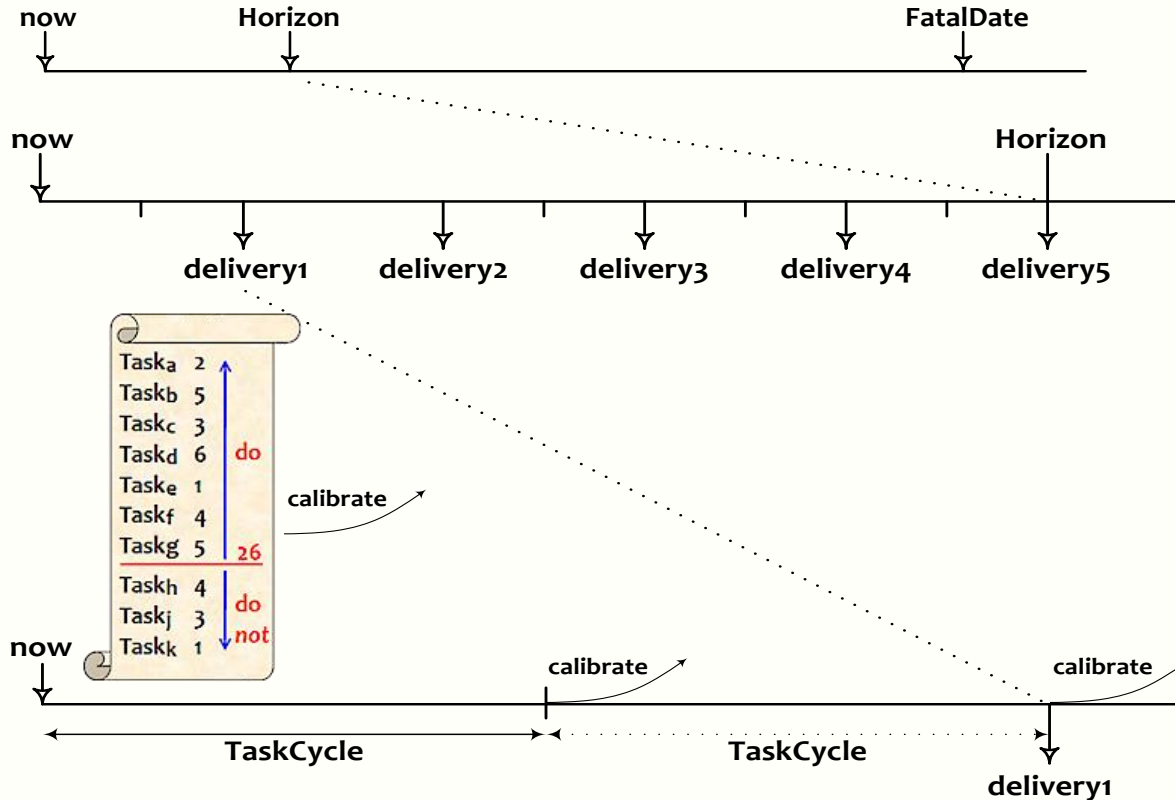 now Horizon FatalDate
now Horizon
delivery1 delivery2 delivery3 delivery4 delivery5
Taska 2
Taskb 5
Taskc 3
Taskd 6 do
Taske 1
calibrate
Taskf 4
Taskg 5 26
Taskh 4
do
Taskj 3
not
Taskk 1
now calibrate calibrate
TaskCycle TaskCycle
delivery1